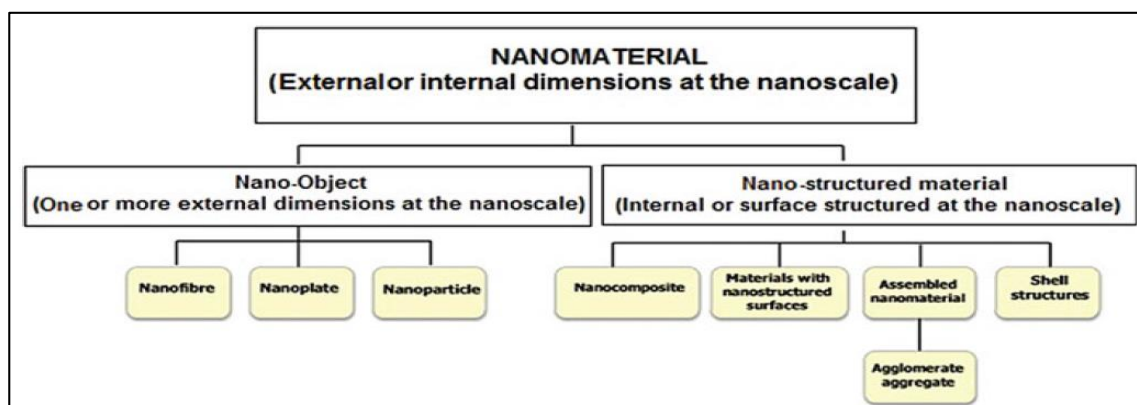 NANOMATERIAL
(Externalor internal dimensions at the nanoscale)
Nano-Object
(One or more external dimensions at the nanoscale)
Nano-structured material
(Internal or surface structured at the nanoscale)
Nanofibre
Nanoplate
Nanoparticle
Nanocomposite
Materials with
nanostructured
surfaces
Assembled
nanomaterial
Shell
structures
Agglomerate
aggregate